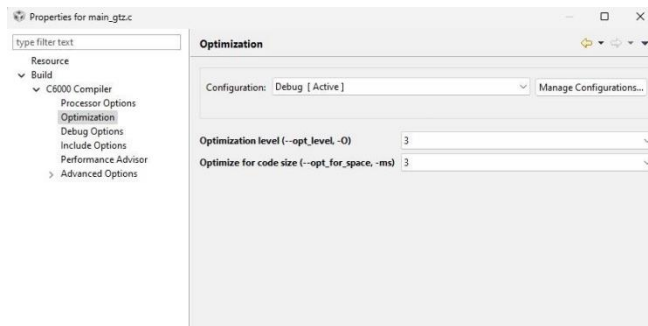 Properties for main_gtz.c
type filter text
Resource
Build
C6000 Compiler
Processor Options
Optimization
Debug Options
Include Options
Performance Advisor
Advanced Options
Optimization
Configuration: Debug [ Active ] Manage Configurations...
Optimization level (--opt_level, -O) 3
Optimize for code size (--opt_for_space, -ms) 3